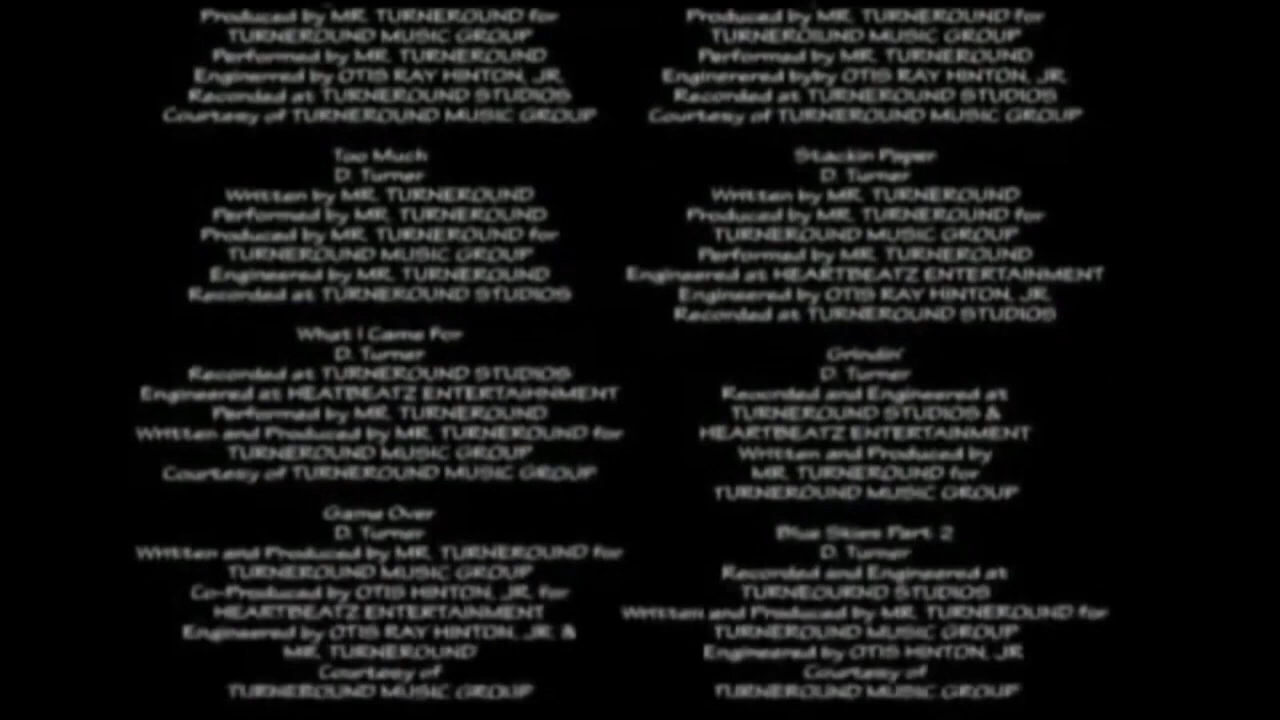 Produced by MR. TURNEROUND for
TURNEROUND MUSIC GROUP
Performed by MR. TURNEROUND
Engineered by OTIS RAY HINTON, JR.
Recorded at TURNEROUND STUDIOS
Courtesy of TURNEROUND MUSIC GROUP
Too Much
D. Turner
Written by MR. TURNEROUND
Performed by MR. TURNEROUND
Produced by MR. TURNEROUND for
TURNEROUND MUSIC GROUP
Engineered by MR. TURNEROUND
Recorded at TURNEROUND STUDIOS
What I Came For
D. Turner
Recorded at TURNEROUND STUDIOS
Engineered at HEATBEATZ ENTERTAIHNMENT
Performed by MR. TURNEROUND
Written and Produced by MR. TURNEROUND for
TURNEROUND MUSIC GROUP
Courtesy of TURNEROUND MUSIC GROUP
Game Over
D. Turner
Written and Produced by MR. TURNEROUND for
TURNEROUND MUSIC GROUP
Co-Produced by OTIS HINTON, JR. for
HEARTBEATZ ENTERTAINMENT
Engineered by OTIS RAY HINTON, JR. &
MR. TURNEROUND
Courtesy of
TURNEROUND MUSIC GROUP
Produced by MR. TURNEROUND for
TURNEROUND MUSIC GROUP
Performed by MR. TURNEROUND
Enginerered byby OTIS RAY HINTON, JR.
Recorded at TURNEROUND STUDIOS
Courtesy of TURNEROUND MUSIC GROUP
Stackin Paper
D. Turner
Written by MR. TURNEROUND
Produced by MR. TURNEROUND for
TURNEROUND MUSIC GROUP
Performed by MR. TURNEROUND
Engineered at HEARTBEATZ ENTERTAINMENT
Engineered by OTIS RAY HINTON, JR.
Recorded at TURNEROUND STUDIOS
Grindin'
D. Turner
Recorded and Engineered at
TURNEROUND STUDIOS &
HEARTBEATZ ENTERTAINMENT
Written and Produced by
MR. TURNEROUND for
TURNEROUND MUSIC GROUP
Blue Skies Part 2
D. Turner
Recorded and Engineered at
TURNEOURND STUDIOS
Written and Produced by MR. TURNEROUND for
TURNEROUND MUSIC GROUP
Engineered by OTIS HINTON, JR
Courtesy of
TURNEROUND MUSIC GROUP